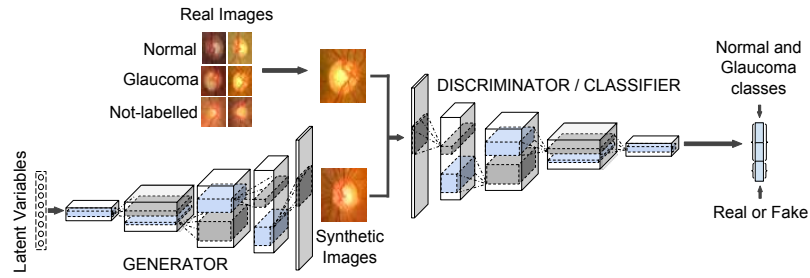 Real Images
Normal
Glaucoma
Not-labelled
Latent Variables
GENERATOR
Synthetic
Images
DISCRIMINATOR / CLASSIFIER
Normal and
Glaucoma
classes
Real or Fake